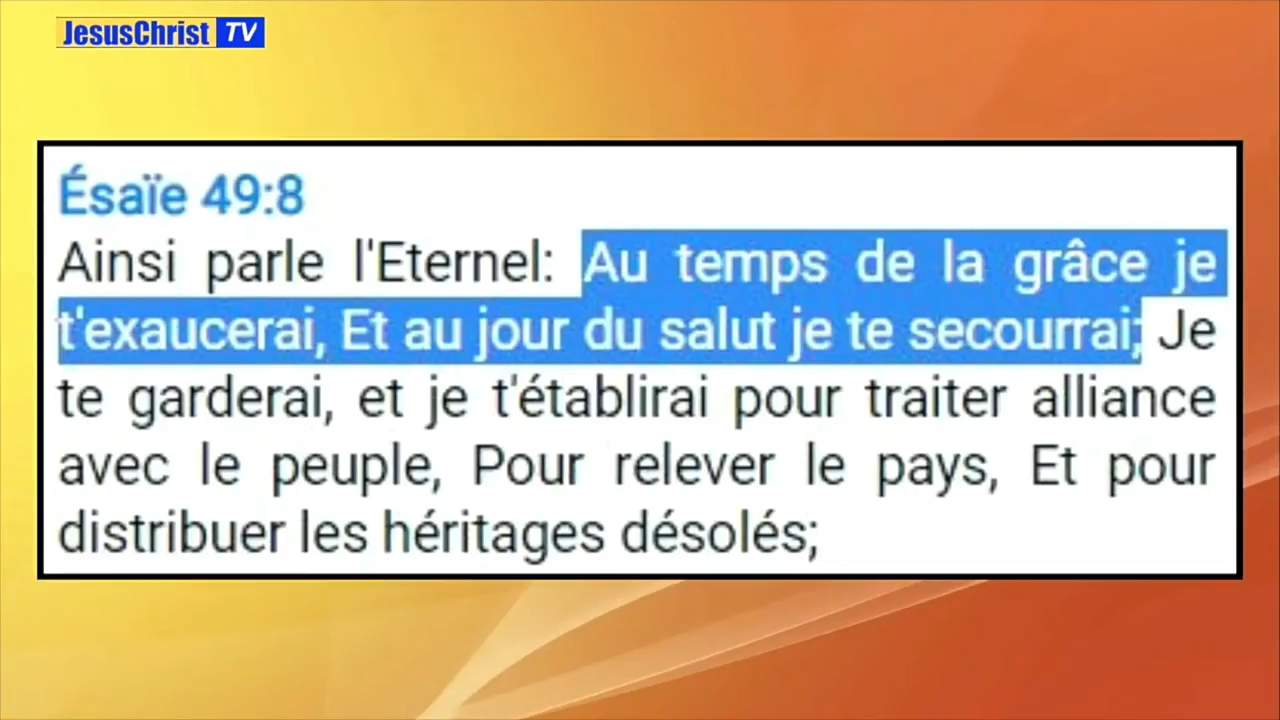 JesusChrist TV
Ésaïe 49:8
Ainsi parle l'Eternel: Au temps de la grâce je
t'exaucerai, Et au jour du salut je te secourrai; Je
te garderai, et je t'établirai pour traiter alliance
avec le peuple, Pour relever le pays, Et pour
distribuer les héritages désolés;